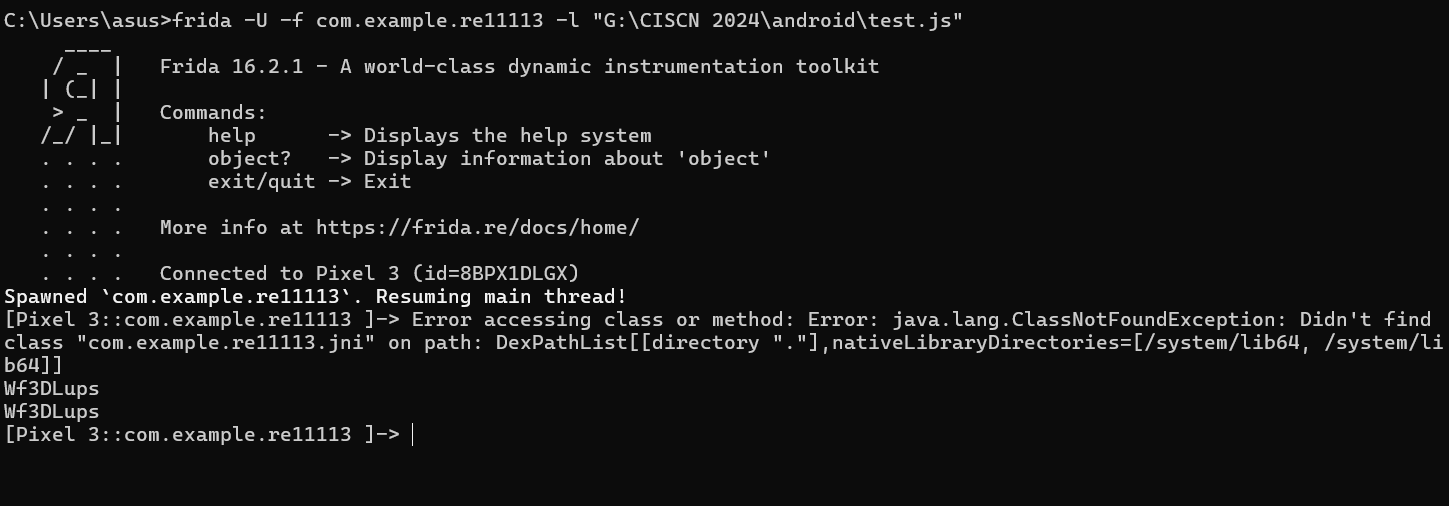 C:\Users\asus>frida -U -f com.example.re11113 -l "G:\CISCN 2024\android\test.js"
     ____
    / _  |   Frida 16.2.1 - A world-class dynamic instrumentation toolkit
   | (_| |
    > _  |   Commands:
   /_/ |_|       help      -> Displays the help system
   . . . .       object?   -> Display information about 'object'
   . . . .       exit/quit -> Exit
   . . . .
   . . . .   More info at https://frida.re/docs/home/
   . . . .
   . . . .   Connected to Pixel 3 (id=8BPX1DLGX)
Spawned `com.example.re11113`. Resuming main thread!
[Pixel 3::com.example.re11113 ]-> Error accessing class or method: Error: java.lang.ClassNotFoundException: Didn't find
class "com.example.re11113.jni" on path: DexPathList[[directory "."],nativeLibraryDirectories=[/system/lib64, /system/li
b64]]
Wf3DLups
Wf3DLups
[Pixel 3::com.example.re11113 ]->